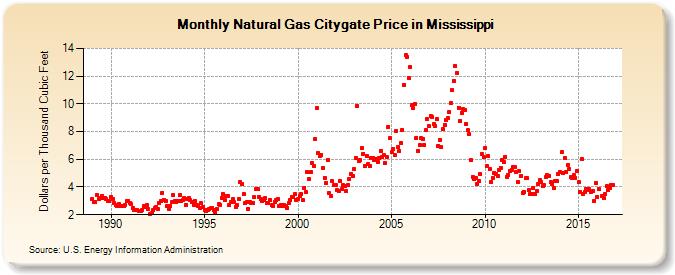 Monthly Natural Gas Citygate Price in Mississippi
Dollars per Thousand Cubic Feet
14
12
10
8
6
4
2
1990 1995 2000 2005 2010 2015
Source: U.S. Energy Information Administration